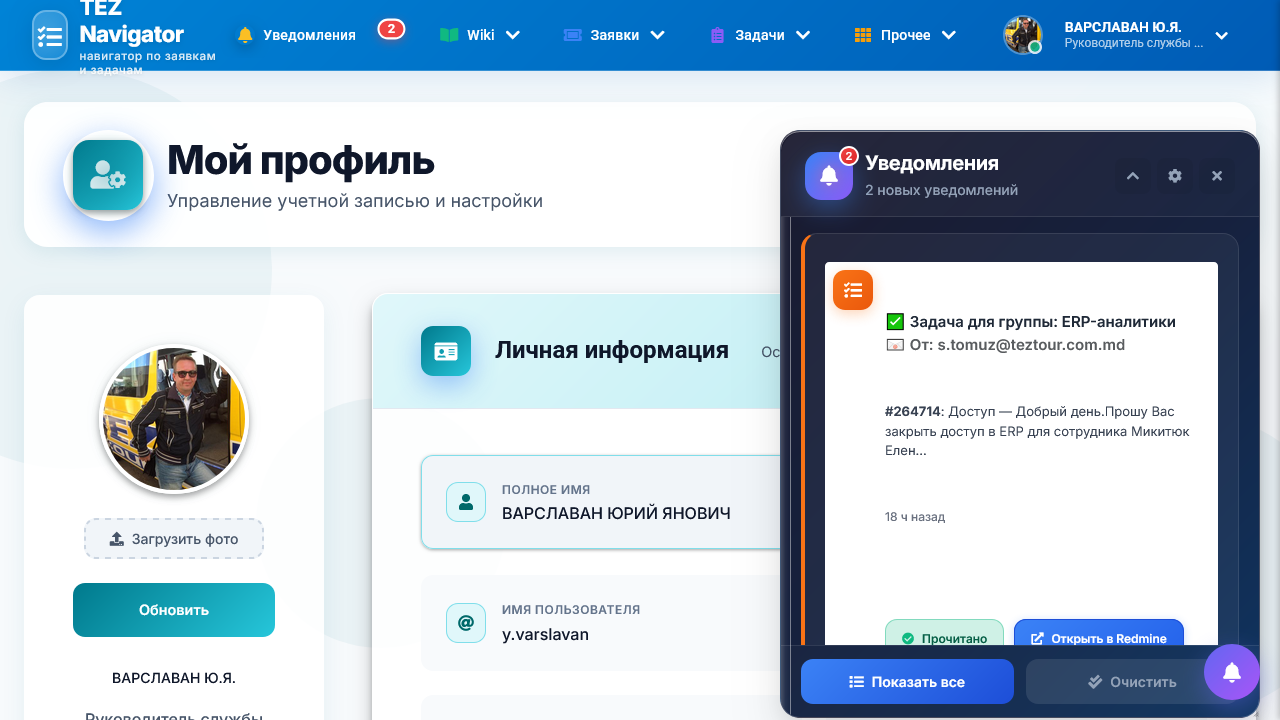 TEZ
Navigator
навигатор по заявкам
и задачам
Уведомления
2
Wiki
Заявки
Задачи
Прочее
ВАРСЛАВАН Ю.Я.
Руководитель службы ...
Мой профиль
Управление учетной записью и настройки
2
Уведомления
2 новых уведомлений
✅ Задача для группы: ERP-аналитики
От: s.tomuz@teztour.com.md
#264714: Доступ — Добрый день.Прошу Вас
закрыть доступ в ERP для сотрудника Микитюк
Елен...
18 ч назад
Прочитано
Открыть в Redmine
Показать все
Очистить
Загрузить фото
Обновить
ВАРСЛАВАН Ю.Я.
Руководитель службы
Личная информация
Ос
ПОЛНОЕ ИМЯ
ВАРСЛАВАН ЮРИЙ ЯНОВИЧ
ИМЯ ПОЛЬЗОВАТЕЛЯ
y.varslavan